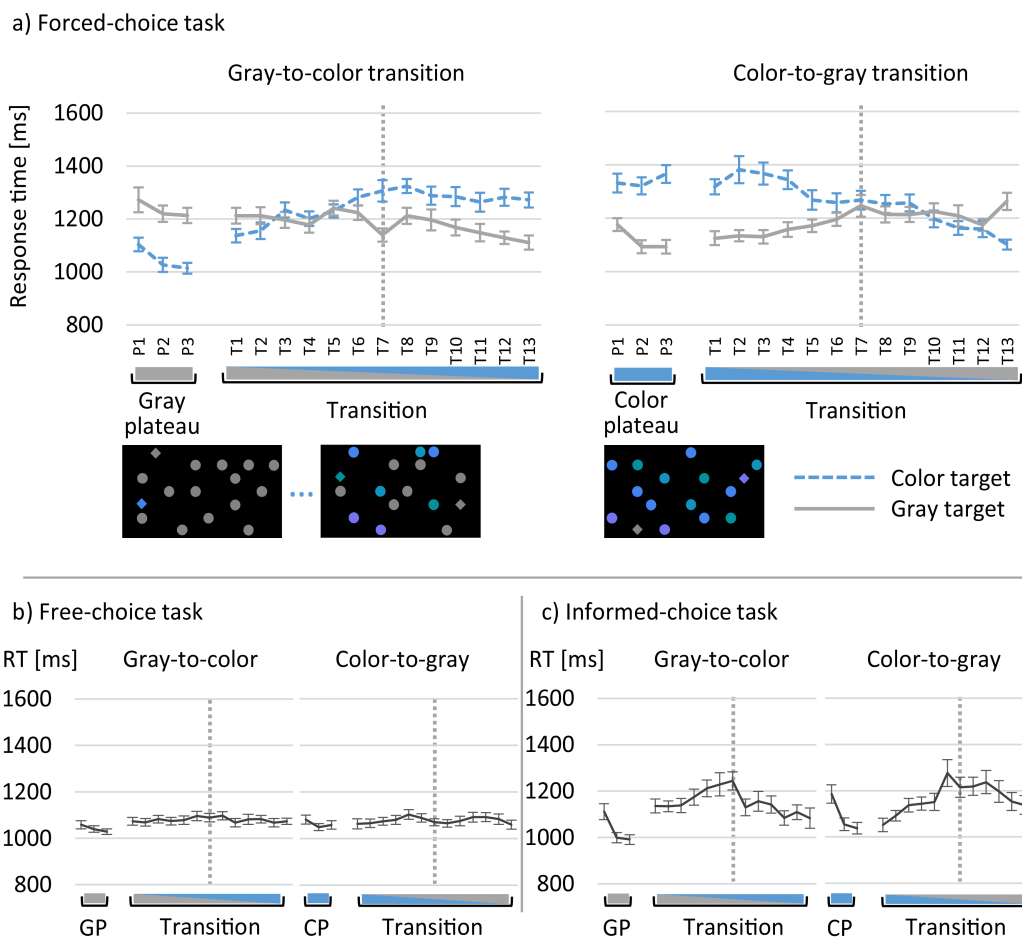 a) Forced-choice task
Gray-to-color transition
Color-to-gray transition
Response time [ms]
1600
1400
1200
1000
800
P1 P2 P3 T1 T2 T3 T4 T5 T6 T7 T8 T9 T10 T11 T12 T13
P1 P2 P3 T1 T2 T3 T4 T5 T6 T7 T8 T9 T10 T11 T12 T13
Gray
plateau
Transition
Color
plateau
Transition
Color target
Gray target
b) Free-choice task
RT [ms]
Gray-to-color
Color-to-gray
1600
1400
1200
1000
800
GP
Transition
CP
Transition
c) Informed-choice task
RT [ms]
Gray-to-color
Color-to-gray
1600
1400
1200
1000
800
GP
Transition
CP
Transition